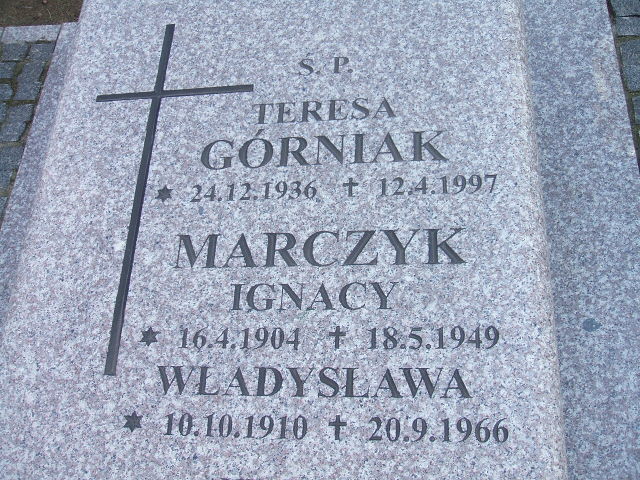 Ś. P.
TERESA
GÓRNIAK
* 24.12.1936 † 12.4.1997
MARCZYK
IGNACY
* 16.4.1904 † 18.5.1949
WŁADYSŁAWA
* 10.10.1910 † 20.9.1966